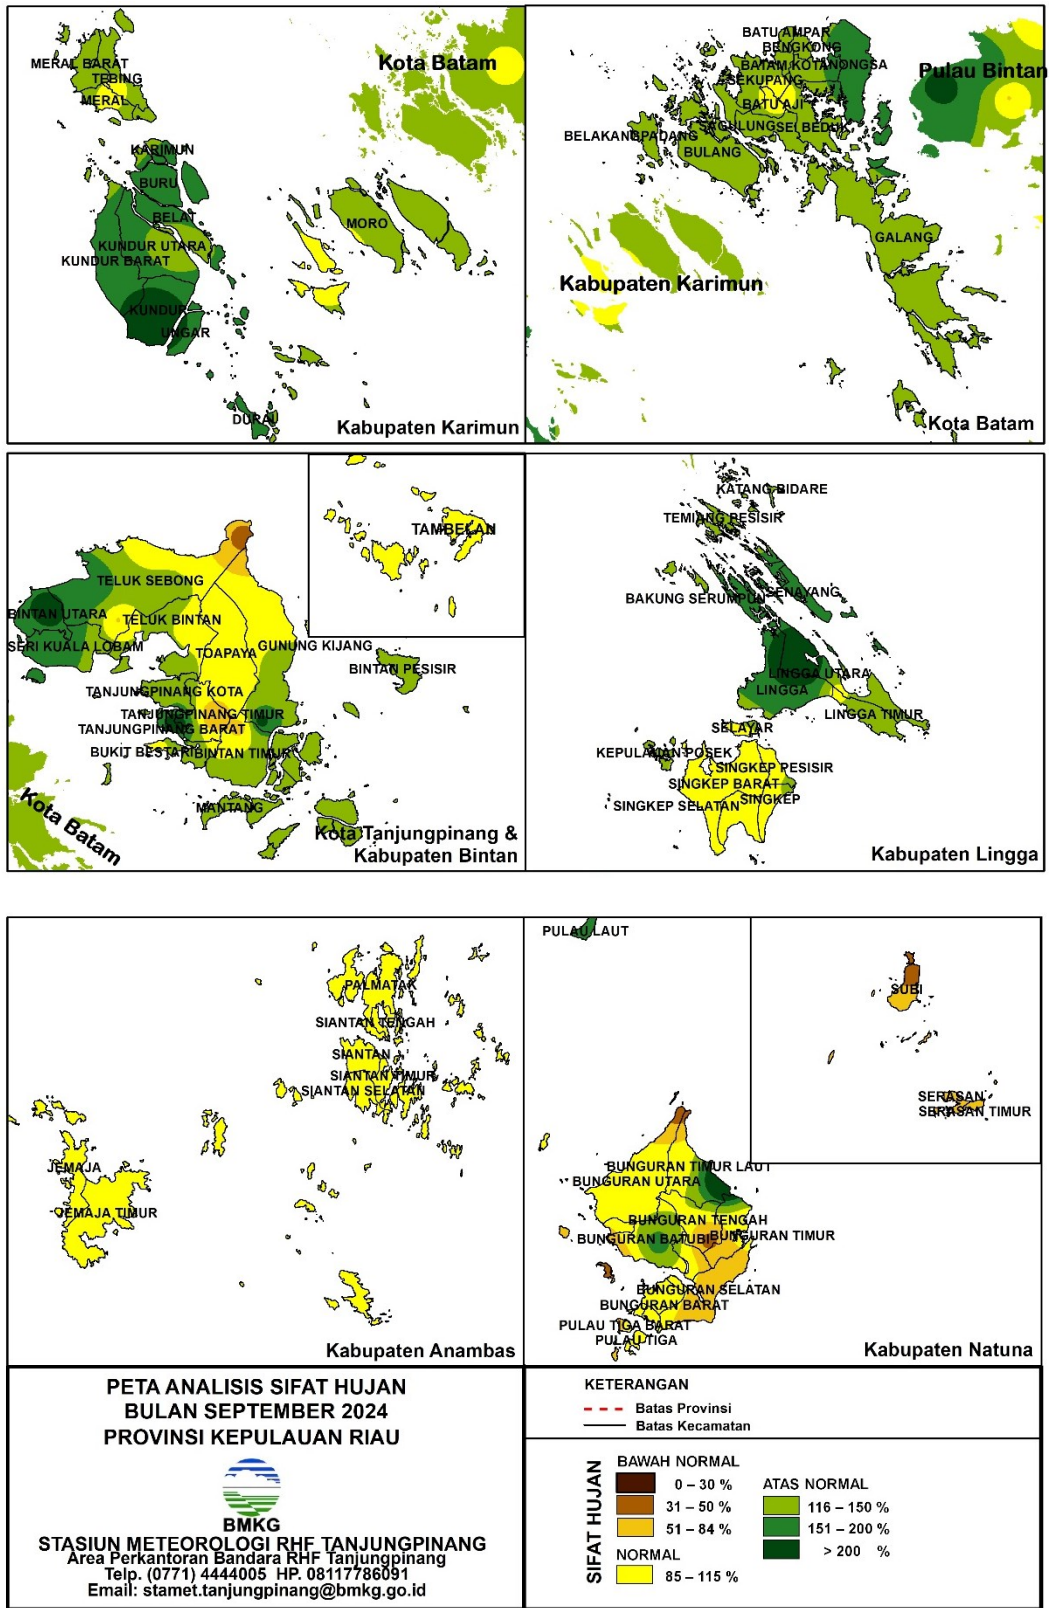 MERAL BARAT
TEBING
MERAL
Kota Batam
KARIMUN
BURU
BELAT
MORO
KUNDUR UTARA
KUNDUR BARAT
KUNDUR
UNGAR
DURAI
Kabupaten Karimun
BATU AMPAR
BENGKONG
BATAM KOTA
NONGSA
SEKUPANG
Pulau Bintan
BATU AJI
SAGULUNG
SEI BEDUK
BELAKANGPADANG
BULANG
GALANG
Kabupaten Karimun
Kota Batam
TAMBELAN
TELUK SEBONG
BINTAN UTARA
TELUK BINTAN
SERI KUALA LOBAM
TOAPAYA
GUNUNG KIJANG
BINTAN PESISIR
TANJUNGPINANG KOTA
TANJUNGPINANG TIMUR
TANJUNGPINANG BARAT
BUKIT BESTARI
BINTAN TIMUR
MANTANG
Kota Batam
Kota Tanjungpinang &
Kabupaten Bintan
KATANG BIDARE
TEMIANG PESISIR
BAKUNG SERUMPUN
SENAYANG
LINGGA UTARA
LINGGA
LINGGA TIMUR
SELAYAR
KEPULAUAN POSEK
SINGKEP PESISIR
SINGKEP BARAT
SINGKEP SELATAN
SINGKEP
Kabupaten Lingga
PALMATAK
SIANTAN TENGAH
SIANTAN
SIANTAN TIMUR
SIANTAN SELATAN
JEMAJA
JEMAJA TIMUR
Kabupaten Anambas
PULAU LAUT
SUBI
SERASAN
SERASAN TIMUR
BUNGURAN TIMUR LAUT
BUNGURAN UTARA
BUNGURAN TENGAH
BUNGURAN BATUBI
BUNGURAN TIMUR
BUNGURAN SELATAN
BUNGURAN BARAT
PULAU TIGA BARAT
PULAU TIGA
Kabupaten Natuna
PETA ANALISIS SIFAT HUJAN
BULAN SEPTEMBER 2024
PROVINSI KEPULAUAN RIAU
BMKG
STASIUN METEOROLOGI RHF TANJUNGPINANG
Area Perkantoran Bandara RHF Tanjungpinang
Telp. (0771) 4444005 HP. 08117786091
Email: stamet.tanjungpinang@bmkg.go.id
KETERANGAN
Batas Provinsi
Batas Kecamatan
SIFAT HUJAN
BAWAH NORMAL
0 – 30 %
31 – 50 %
51 – 84 %
NORMAL
85 – 115 %
ATAS NORMAL
116 – 150 %
151 – 200 %
> 200 %